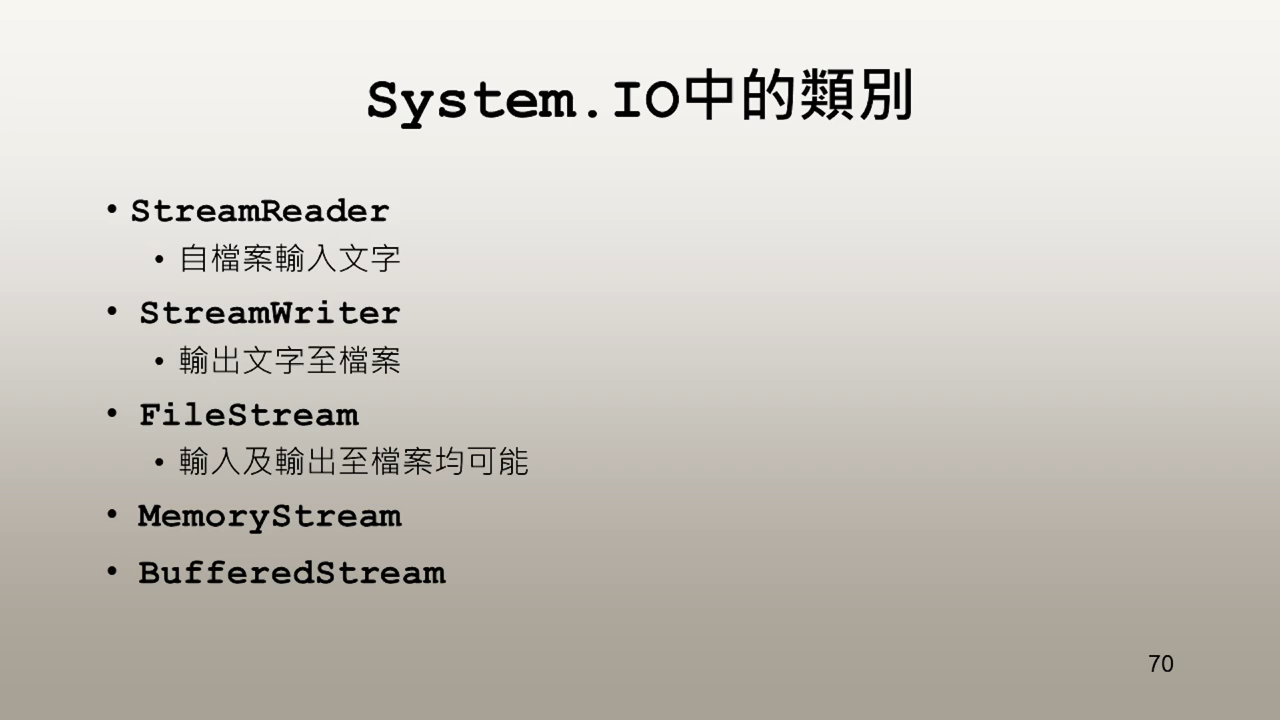 System.IO中的類別
• StreamReader
• 自檔案輸入文字
• StreamWriter
• 輸出文字至檔案
• FileStream
• 輸入及輸出至檔案均可能
• MemoryStream
• BufferedStream
70